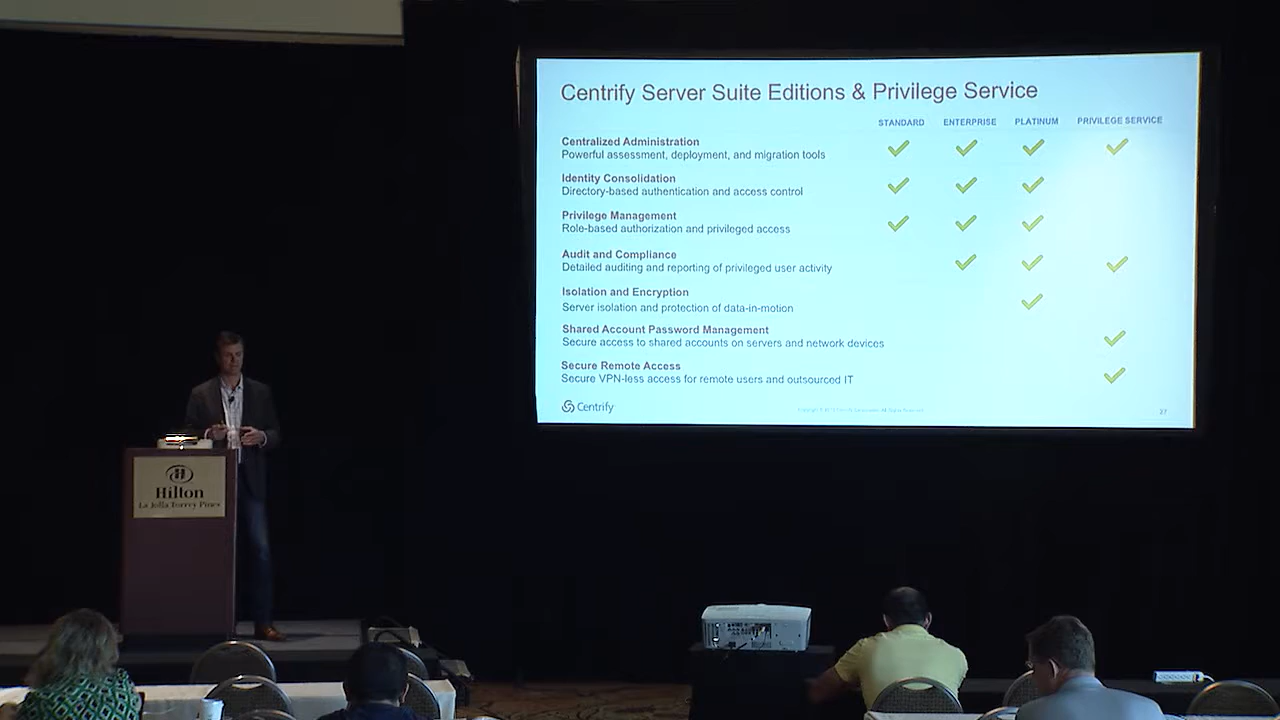 Centrify Server Suite Editions & Privilege Service
STANDARD ENTERPRISE PLATINUM PRIVILEGE SERVICE
Centralized Administration
Powerful assessment, deployment, and migration tools
Identity Consolidation
Directory-based authentication and access control
Privilege Management
Role-based authorization and privileged access
Audit and Compliance
Detailed auditing and reporting of privileged user activity
Isolation and Encryption
Server isolation and protection of data-in-motion
Shared Account Password Management
Secure access to shared accounts on servers and network devices
Secure Remote Access
Secure VPN-less access for remote users and outsourced IT
Centrify
27
Hilton
La Jolla Torrey Pines